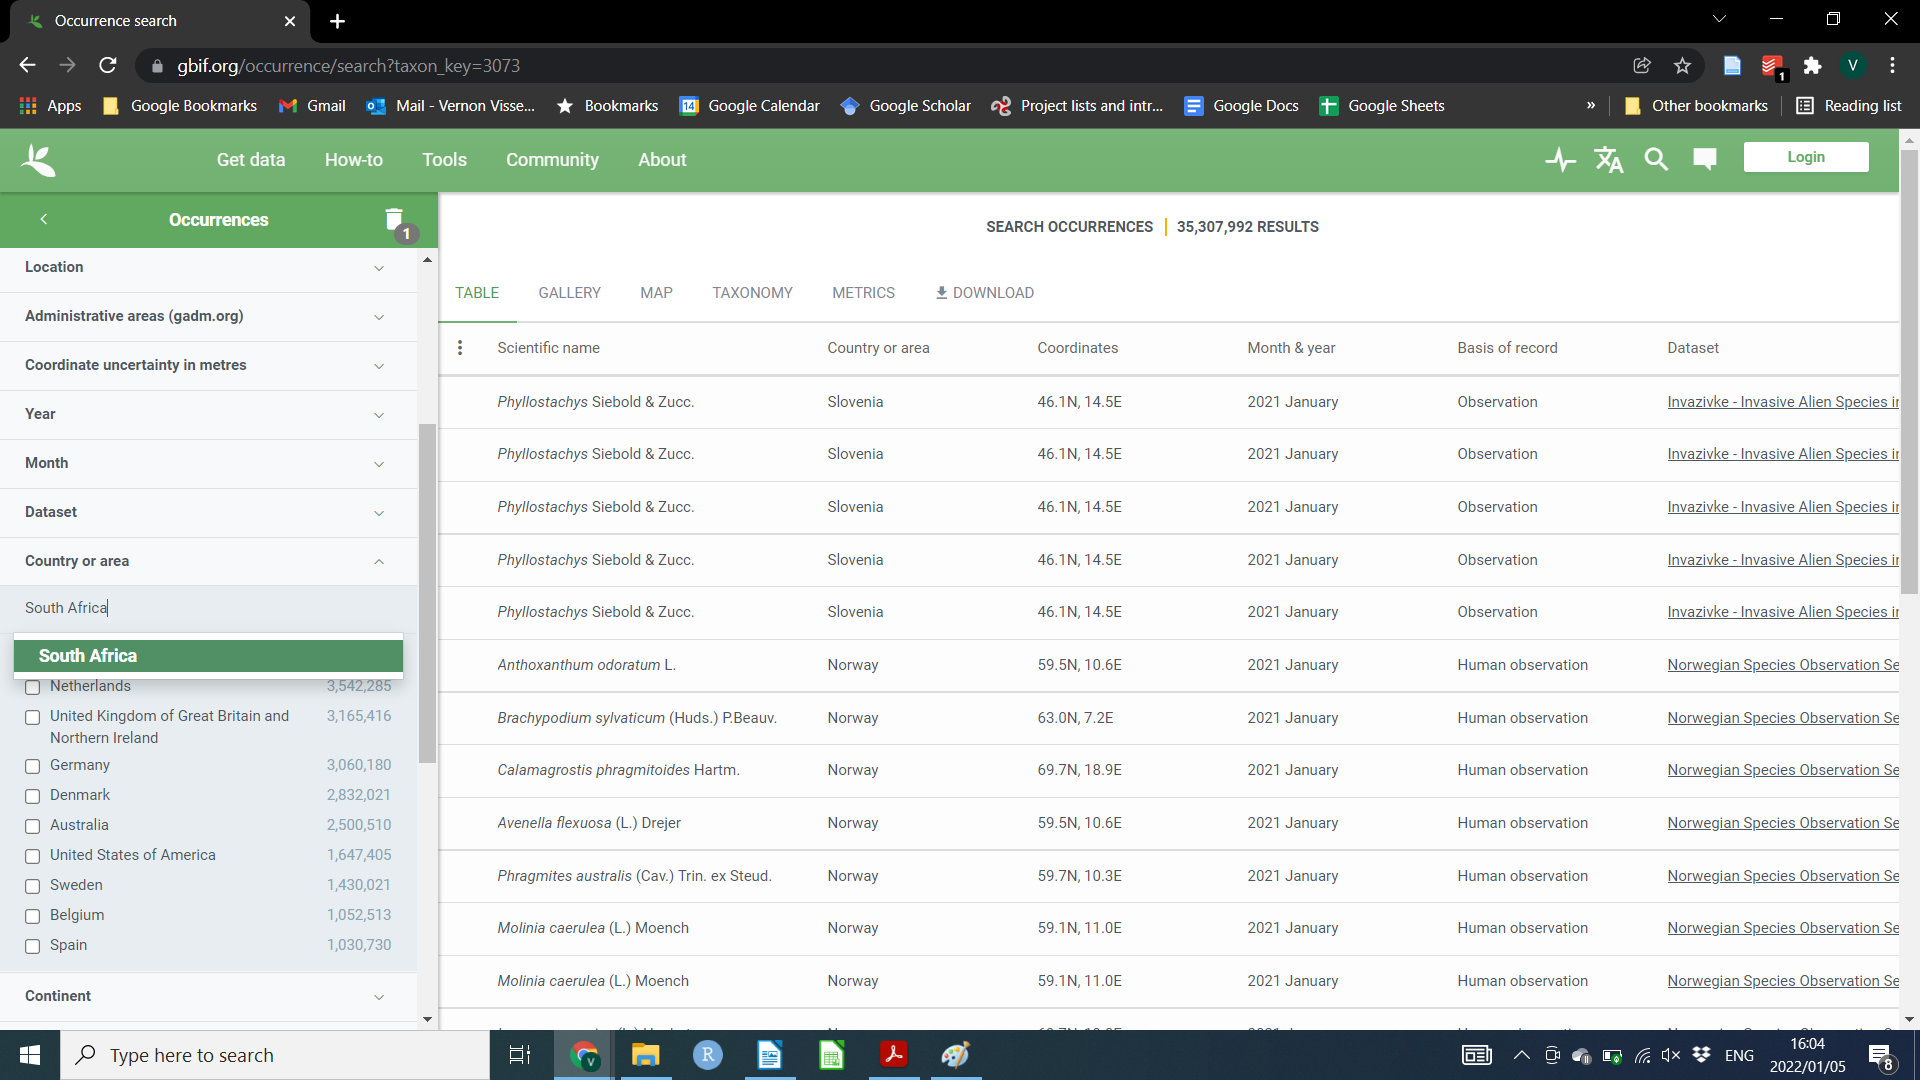 Occurrence search
gbif.org/occurrence/search?taxon_key=3073
1
V
Apps
Google Bookmarks
Gmail
Mail - Vernon Visse...
Bookmarks
14
Google Calendar
Google Scholar
Project lists and intr...
Google Docs
Google Sheets
»
Other bookmarks
Reading list
Get data
How-to
Tools
Community
About
Login
Occurrences
1
Location
Administrative areas (gadm.org)
Coordinate uncertainty in metres
Year
Month
Dataset
Country or area
South Africa
South Africa
Netherlands 3,542,285
United Kingdom of Great Britain and 3,165,416
Northern Ireland
Germany 3,060,180
Denmark 2,832,021
Australia 2,500,510
United States of America 1,647,405
Sweden 1,430,021
Belgium 1,052,513
Spain 1,030,730
Continent
SEARCH OCCURRENCES | 35,307,992 RESULTS
TABLE GALLERY MAP TAXONOMY METRICS DOWNLOAD
Scientific name Country or area Coordinates Month & year Basis of record Dataset
Phyllostachys Siebold & Zucc. Slovenia 46.1N, 14.5E 2021 January Observation Invazivke - Invasive Alien Species in
Phyllostachys Siebold & Zucc. Slovenia 46.1N, 14.5E 2021 January Observation Invazivke - Invasive Alien Species in
Phyllostachys Siebold & Zucc. Slovenia 46.1N, 14.5E 2021 January Observation Invazivke - Invasive Alien Species in
Phyllostachys Siebold & Zucc. Slovenia 46.1N, 14.5E 2021 January Observation Invazivke - Invasive Alien Species in
Phyllostachys Siebold & Zucc. Slovenia 46.1N, 14.5E 2021 January Observation Invazivke - Invasive Alien Species in
Anthoxanthum odoratum L. Norway 59.5N, 10.6E 2021 January Human observation Norwegian Species Observation Se
Brachypodium sylvaticum (Huds.) P.Beauv. Norway 63.0N, 7.2E 2021 January Human observation Norwegian Species Observation Se
Calamagrostis phragmitoides Hartm. Norway 69.7N, 18.9E 2021 January Human observation Norwegian Species Observation Se
Avenella flexuosa (L.) Drejer Norway 59.5N, 10.6E 2021 January Human observation Norwegian Species Observation Se
Phragmites australis (Cav.) Trin. ex Steud. Norway 59.7N, 10.3E 2021 January Human observation Norwegian Species Observation Se
Molinia caerulea (L.) Moench Norway 59.1N, 11.0E 2021 January Human observation Norwegian Species Observation Se
Molinia caerulea (L.) Moench Norway 59.1N, 11.0E 2021 January Human observation Norwegian Species Observation Se
Type here to search
V
R
ENG
16:04
2022/01/05
8